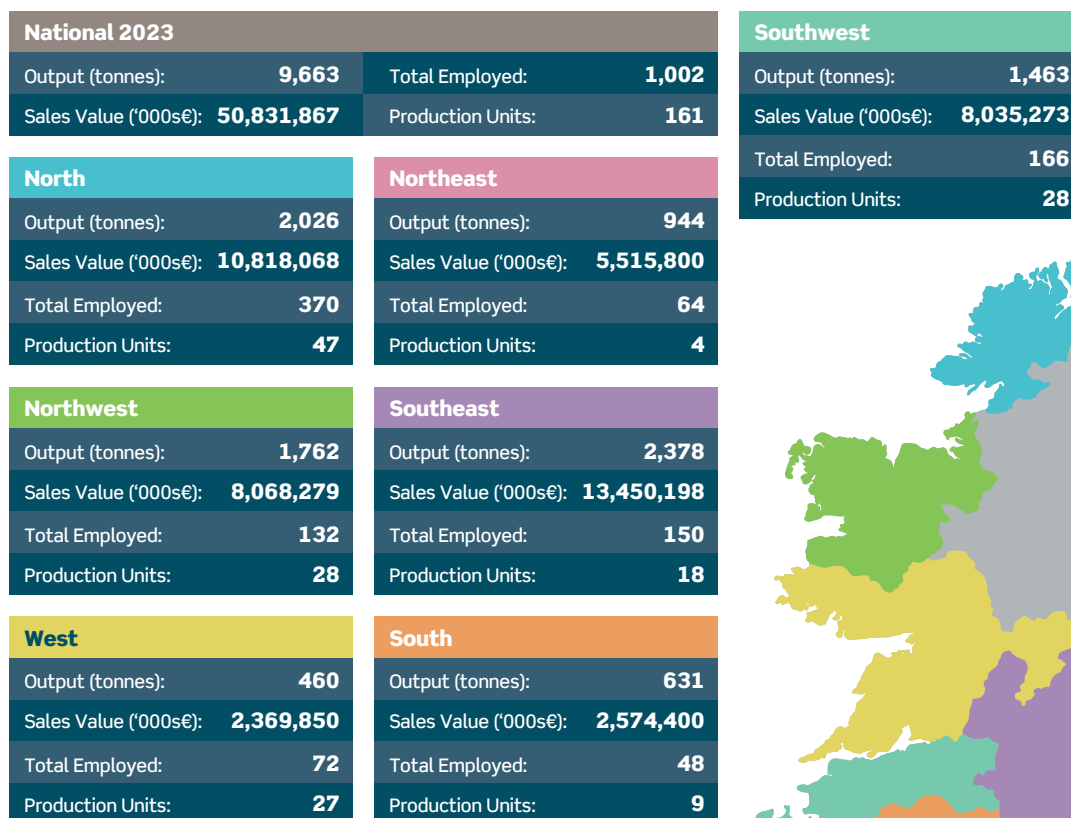 National 2023
Output (tonnes): 9,663 Total Employed: 1,002
Sales Value (‘000s€): 50,831,867 Production Units: 161
Southwest
Output (tonnes): 1,463
Sales Value (‘000s€): 8,035,273
Total Employed: 166
Production Units: 28
North
Output (tonnes): 2,026
Sales Value (‘000s€): 10,818,068
Total Employed: 370
Production Units: 47
Northeast
Output (tonnes): 944
Sales Value (‘000s€): 5,515,800
Total Employed: 64
Production Units: 4
Northwest
Output (tonnes): 1,762
Sales Value (‘000s€): 8,068,279
Total Employed: 132
Production Units: 28
Southeast
Output (tonnes): 2,378
Sales Value (‘000s€): 13,450,198
Total Employed: 150
Production Units: 18
West
Output (tonnes): 460
Sales Value (‘000s€): 2,369,850
Total Employed: 72
Production Units: 27
South
Output (tonnes): 631
Sales Value (‘000s€): 2,574,400
Total Employed: 48
Production Units: 9